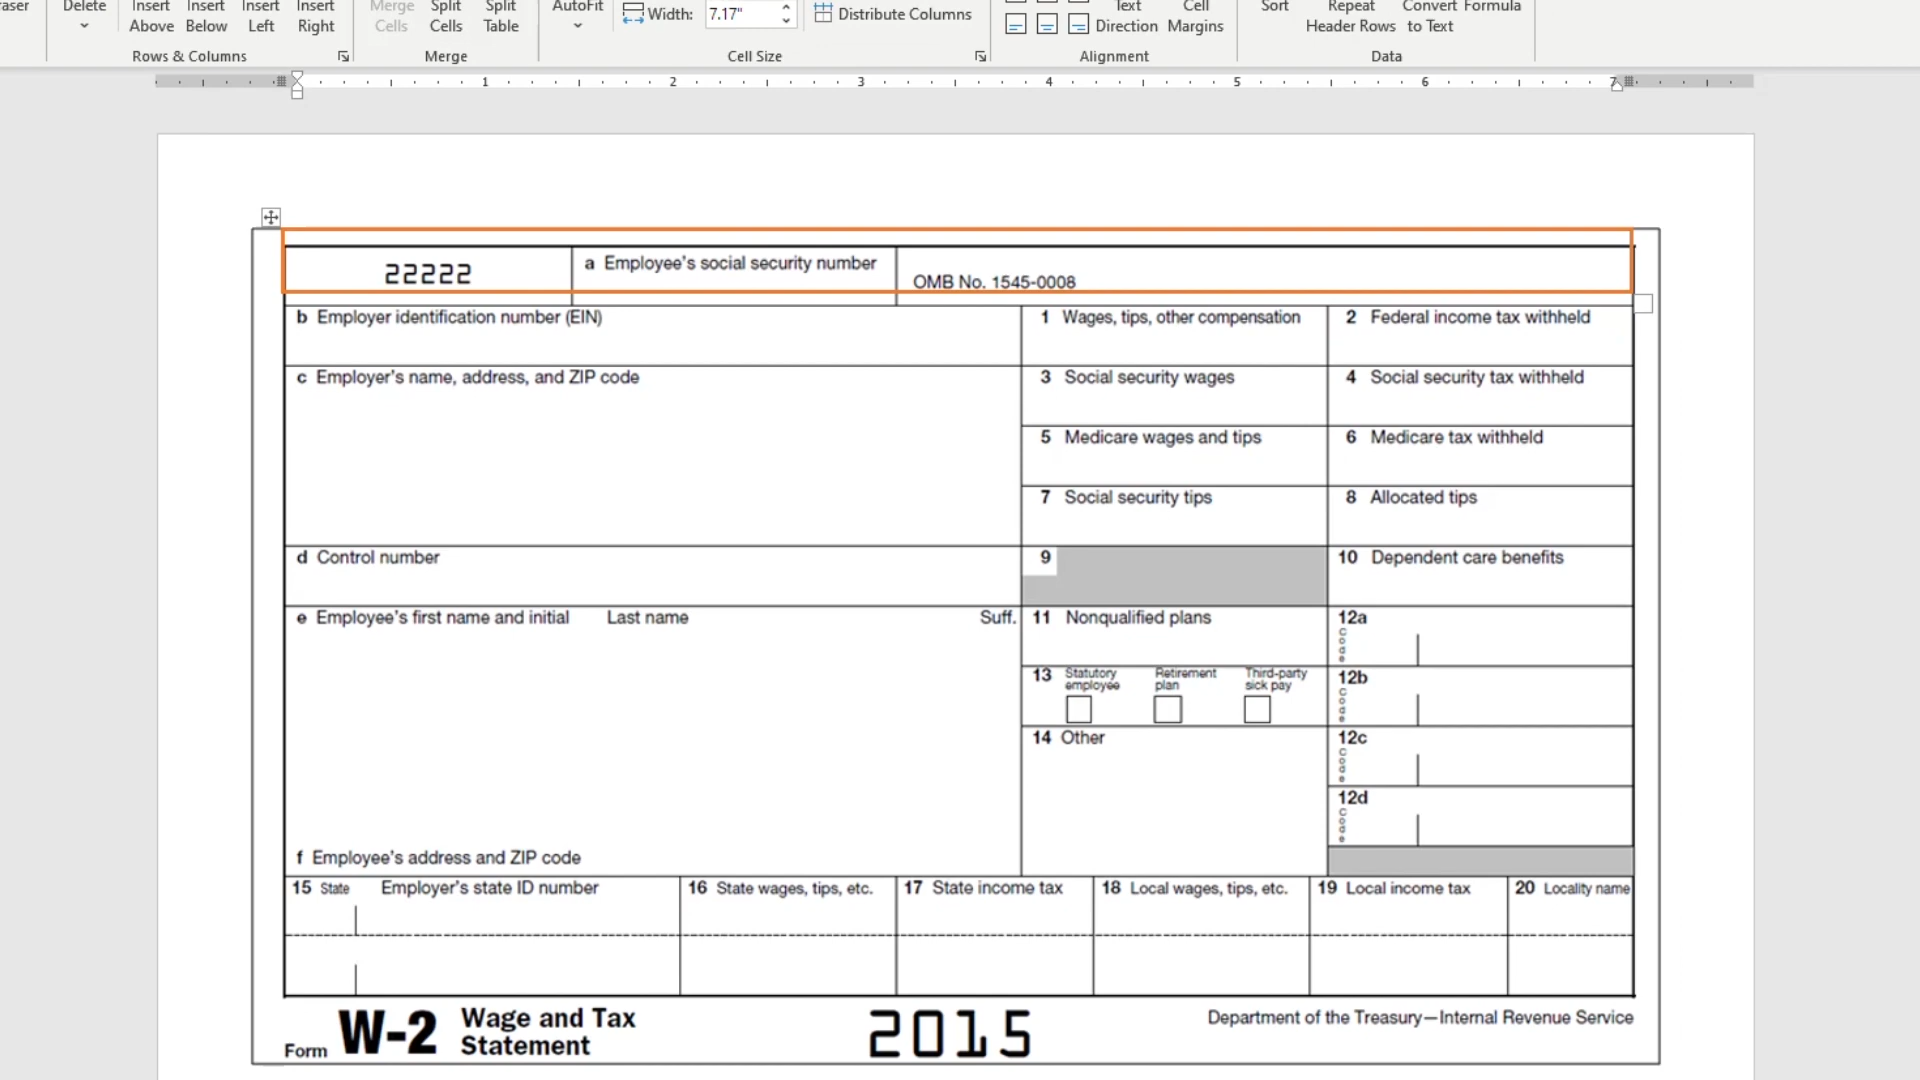 Delete
Insert Above
Insert Below
Insert Left
Insert Right
Rows & Columns
Merge Cells
Split Cells
Split Table
Merge
AutoFit
Width: 7.17"
Distribute Columns
Cell Size
Text Direction
Cell Margins
Alignment
Sort
Repeat Header Rows
Convert to Text
Formula
Data
1 2 3 4 5 6 7
22222
a Employee's social security number
OMB No. 1545-0008
b Employer identification number (EIN)
1 Wages, tips, other compensation
2 Federal income tax withheld
c Employer's name, address, and ZIP code
3 Social security wages
4 Social security tax withheld
5 Medicare wages and tips
6 Medicare tax withheld
7 Social security tips
8 Allocated tips
d Control number
9
10 Dependent care benefits
e Employee's first name and initial Last name Suff.
11 Nonqualified plans
12a
Code
13 Statutory employee Retirement plan Third-party sick pay
12b
Code
14 Other
12c
Code
12d
Code
f Employee's address and ZIP code
15 State Employer's state ID number
16 State wages, tips, etc.
17 State income tax
18 Local wages, tips, etc.
19 Local income tax
20 Locality name
Form W-2 Wage and Tax Statement
2015
Department of the Treasury—Internal Revenue Service